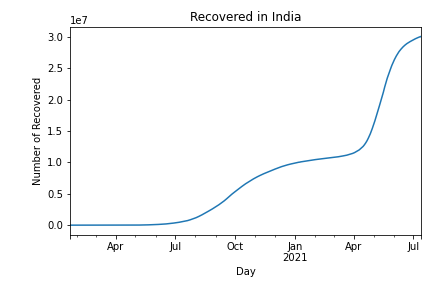 Recovered in India
1e7
3.0
2.5
2.0
1.5
1.0
0.5
0.0
Number of Recovered
Apr Jul Oct Jan Apr Jul
2021
Day